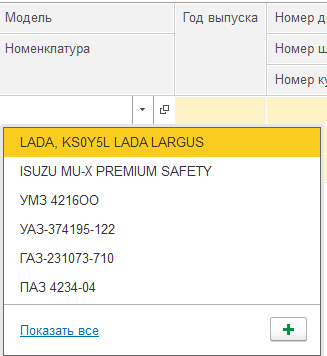 Модель Год выпуска Номер д
Номенклатура Номер ш
Номер ку
LADA, KS0Y5L LADA LARGUS
ISUZU MU-X PREMIUM SAFETY
УМЗ 4216ОО
УАЗ-374195-122
ГАЗ-231073-710
ПАЗ 4234-04
Показать все